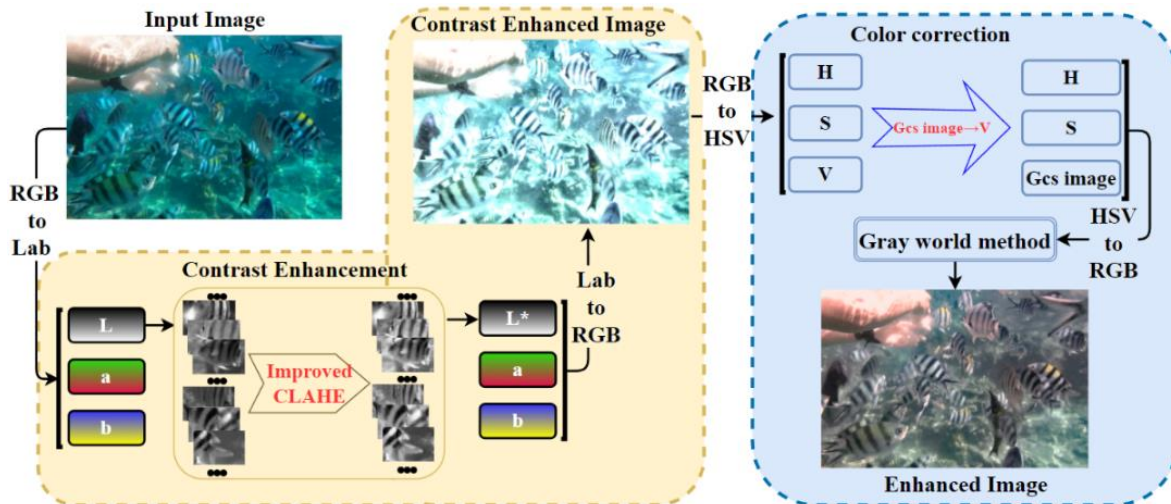 Input Image
RGB
to
Lab
Contrast Enhancement
L
a
b
Improved
CLAHE
L*
a
b
Lab
to
RGB
Contrast Enhanced Image
RGB
to
HSV
Color correction
H
S
V
Gcs image→V
H
S
Gcs image
HSV
to
RGB
Gray world method
Enhanced Image